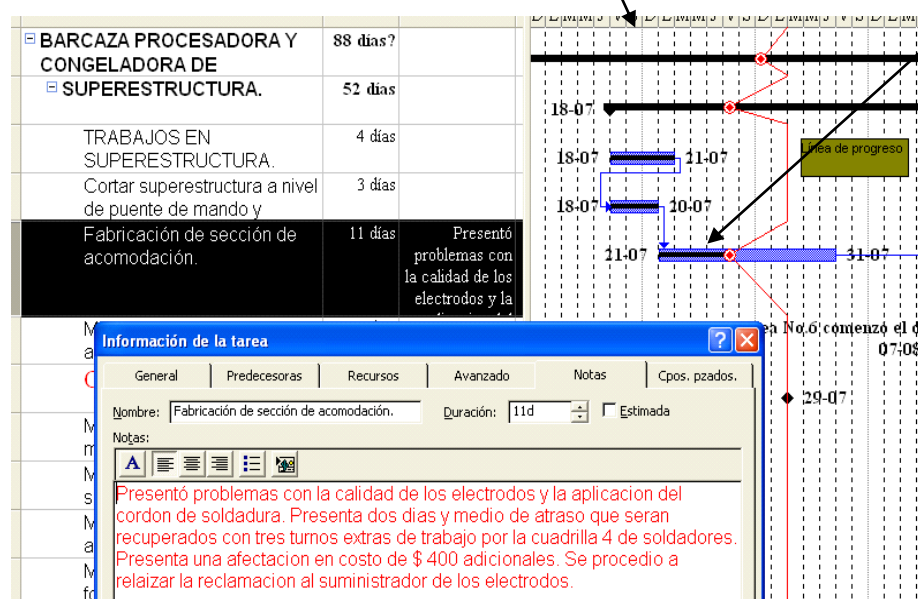 D L M M J V S D L M M J V S D L M M J V S D L M
BARCAZA PROCESADORA Y 88 días?
CONGELADORA DE
SUPERESTRUCTURA. 52 días
18-07
TRABAJOS EN 4 días
SUPERESTRUCTURA.
18-07 21-07
Línea de progreso
Cortar superestructura a nivel 3 días
de puente de mando y
18-07 20-07
Fabricación de sección de 11 días Presentó
acomodación. problemas con
la calidad de los
electrodos y la
21-07 31-07
No.6 comenzó el d
07-08
29-07
Información de la tarea
General Predecesoras Recursos Avanzado Notas Cpos. pzados.
Nombre: Fabricación de sección de acomodación. Duración: 11d Estimada
Notas:
A
Presentó problemas con la calidad de los electrodos y la aplicacion del
cordon de soldadura. Presenta dos dias y medio de atraso que seran
recuperados con tres turnos extras de trabajo por la cuadrilla 4 de soldadores.
Presenta una afectacion en costo de $ 400 adicionales. Se procedio a
relaizar la reclamacion al suministrador de los electrodos.